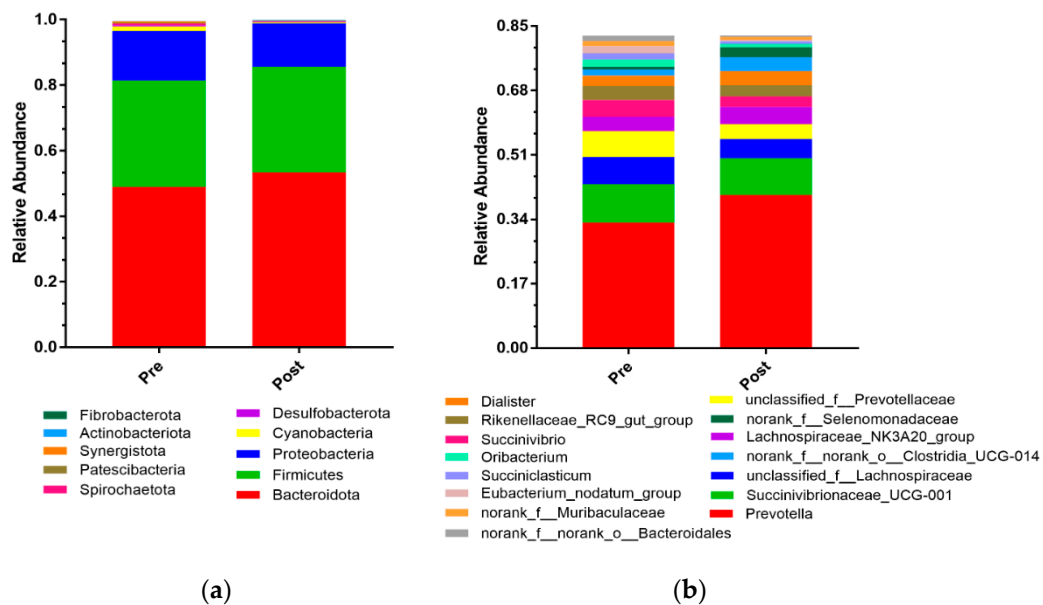 Relative Abundance
1.0
0.8
0.6
0.4
0.2
0.0
Pre
Post
Fibrobacterota
Actinobacteriota
Synergistota
Patescibacteria
Spirochaetota
Desulfobacterota
Cyanobacteria
Proteobacteria
Firmicutes
Bacteroidota
(a)
Relative Abundance
0.85
0.68
0.51
0.34
0.17
0.00
Pre
Post
Dialister
Rikenellaceae_RC9_gut_group
Succinivibrio
Oribacterium
Succiniclasticum
Eubacterium_nodatum_group
norank_f__Muribaculaceae
norank_f__norank_o__Bacteroidales
unclassified_f__Prevotellaceae
norank_f__Selenomonadaceae
Lachnospiraceae_NK3A20_group
norank_f__norank_o__Clostridia_UCG-014
unclassified_f__Lachnospiraceae
Succinivibrionaceae_UCG-001
Prevotella
(b)